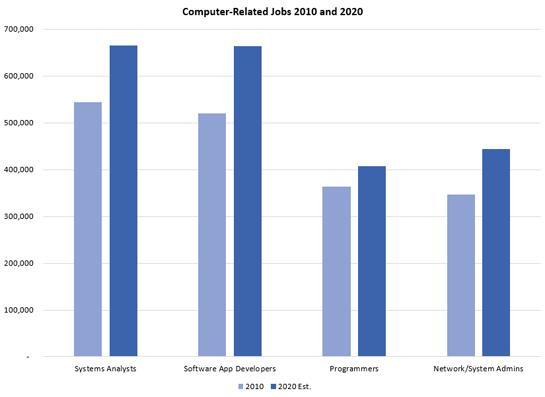 Computer-Related Jobs 2010 and 2020
700,000
600,000
500,000
400,000
300,000
200,000
100,000
-
Systems Analysts Software App Developers Programmers Network/System Admins
2010 2020 Est.